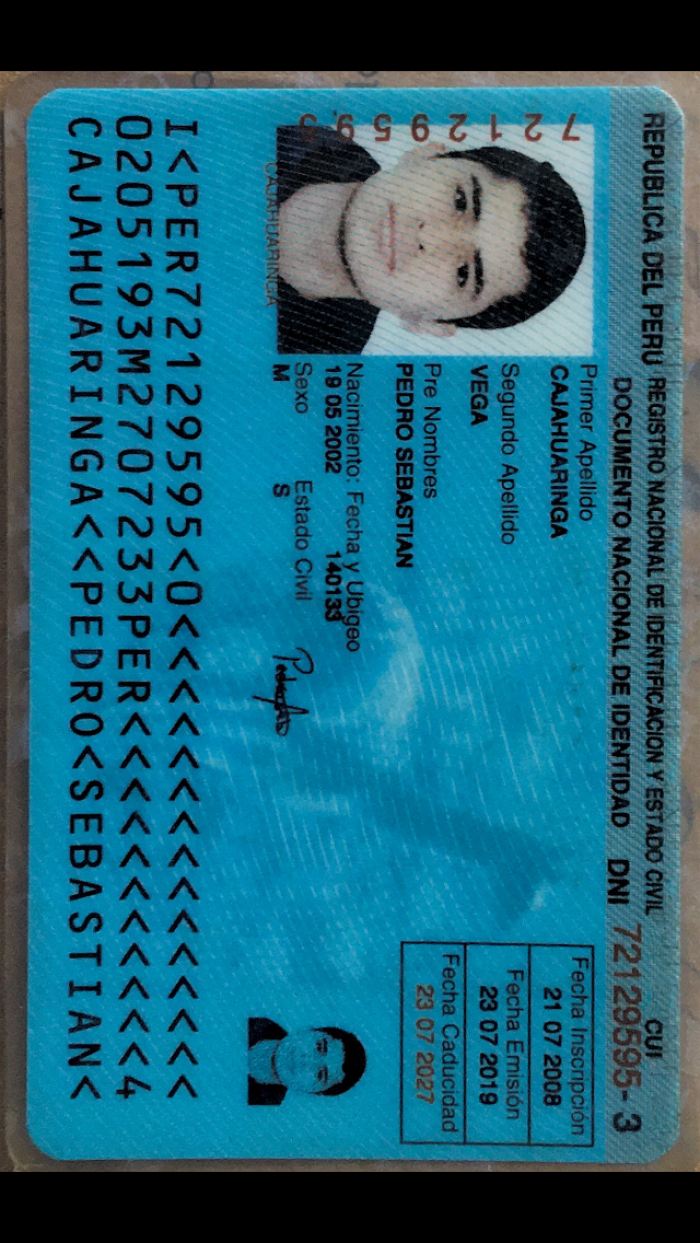 REPUBLICA DEL PERU REGISTRO NACIONAL DE IDENTIFICACION Y ESTADO CIVIL
CUI
DOCUMENTO NACIONAL DE IDENTIDAD DNI 72129595-3
72129595
CAJAHUARINGA
Primer Apellido
CAJAHUARINGA
Segundo Apellido
VEGA
Pre Nombres
PEDRO SEBASTIAN
Nacimiento: Fecha y Ubigeo
19 05 2002 140133
Sexo Estado Civil
M S
Fecha Inscripción
21 07 2008
Fecha Emisión
23 07 2019
Fecha Caducidad
23 07 2027
I<PER72129595<0<<<<<<<<<<<<<<<
0205193M2707233PER<<<<<<<<<<<4
CAJAHUARINGA<<PEDRO<SEBASTIAN<